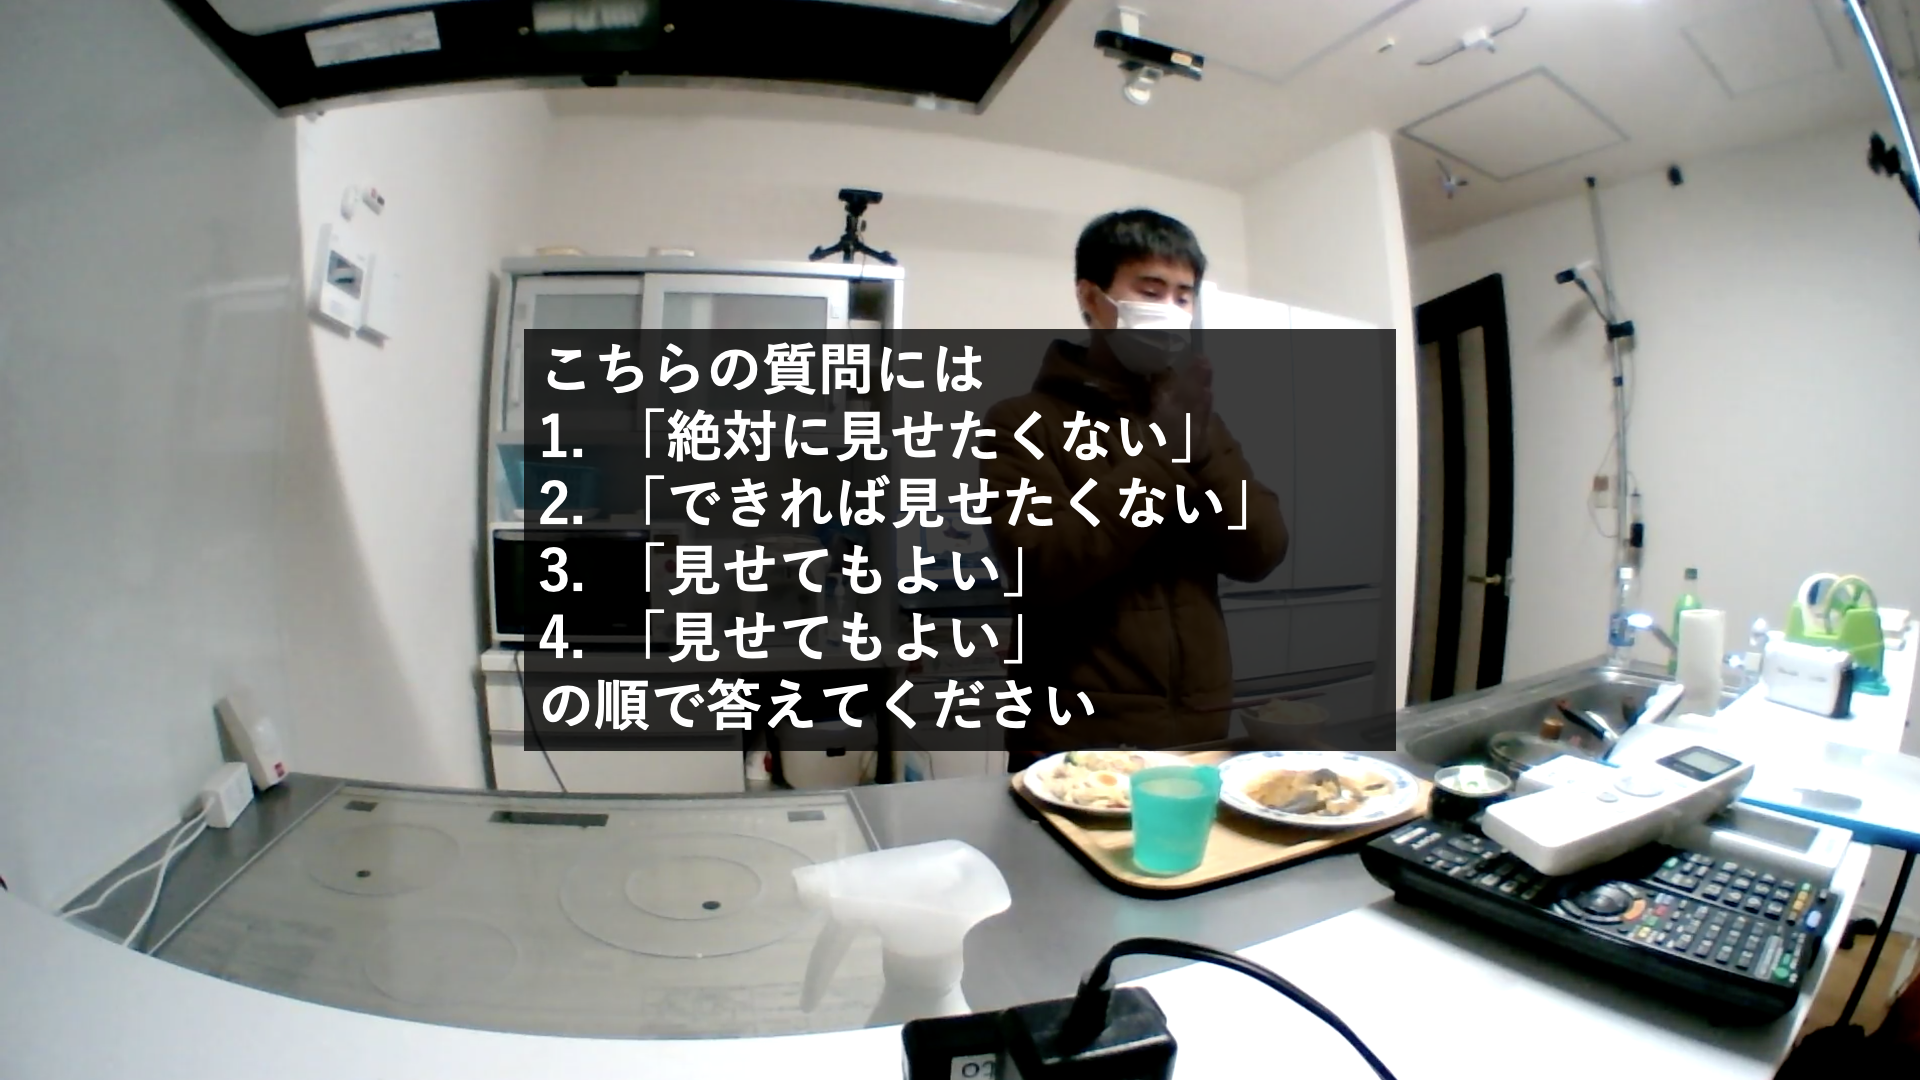 こちらの質問には
1. 「絶対に見せたくない」
2. 「できれば見せたくない」
3. 「見せてもよい」
4. 「見せてもよい」
の順で答えてください